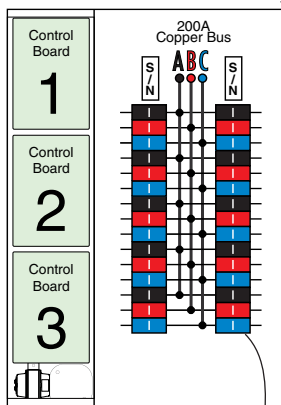 Control
Board
1
Control
Board
2
Control
Board
3
200A
Copper Bus
A B C
S/N
S/N